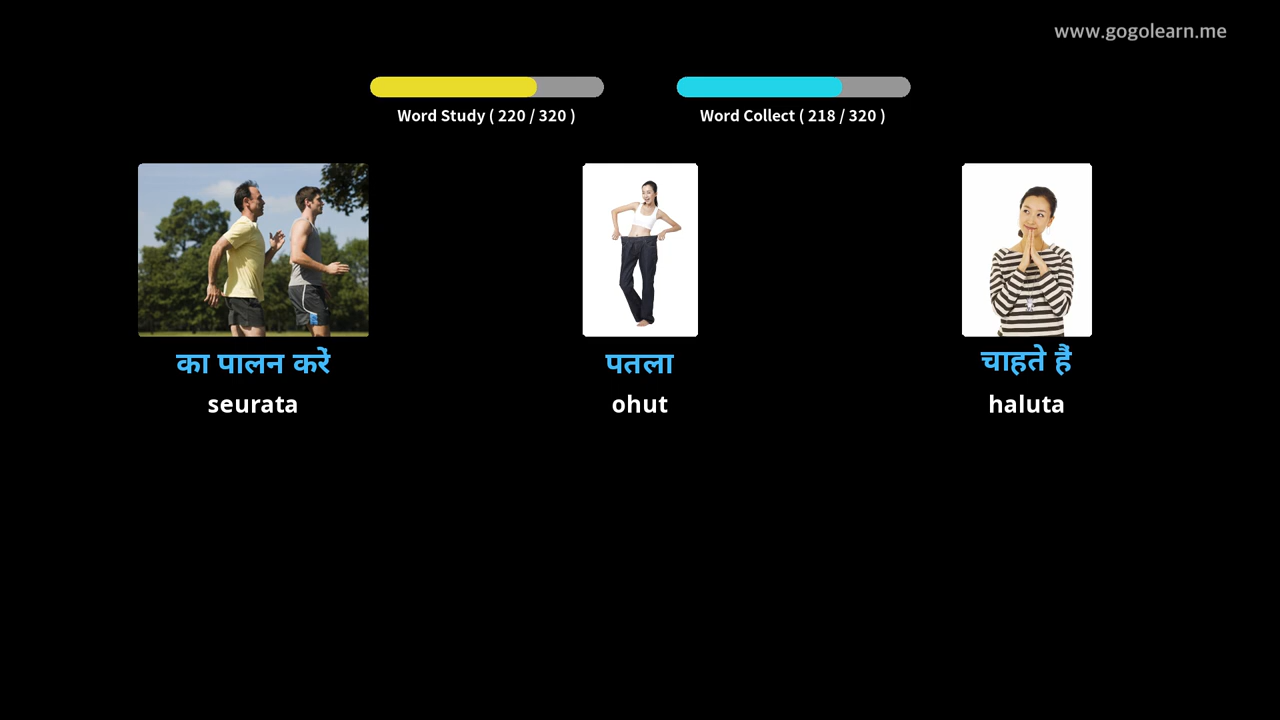 www.gogolearn.me
Word Study ( 220 / 320 )
Word Collect ( 218 / 320 )
का पालन करें
पतला
चाहते हैं
seurata
ohut
haluta